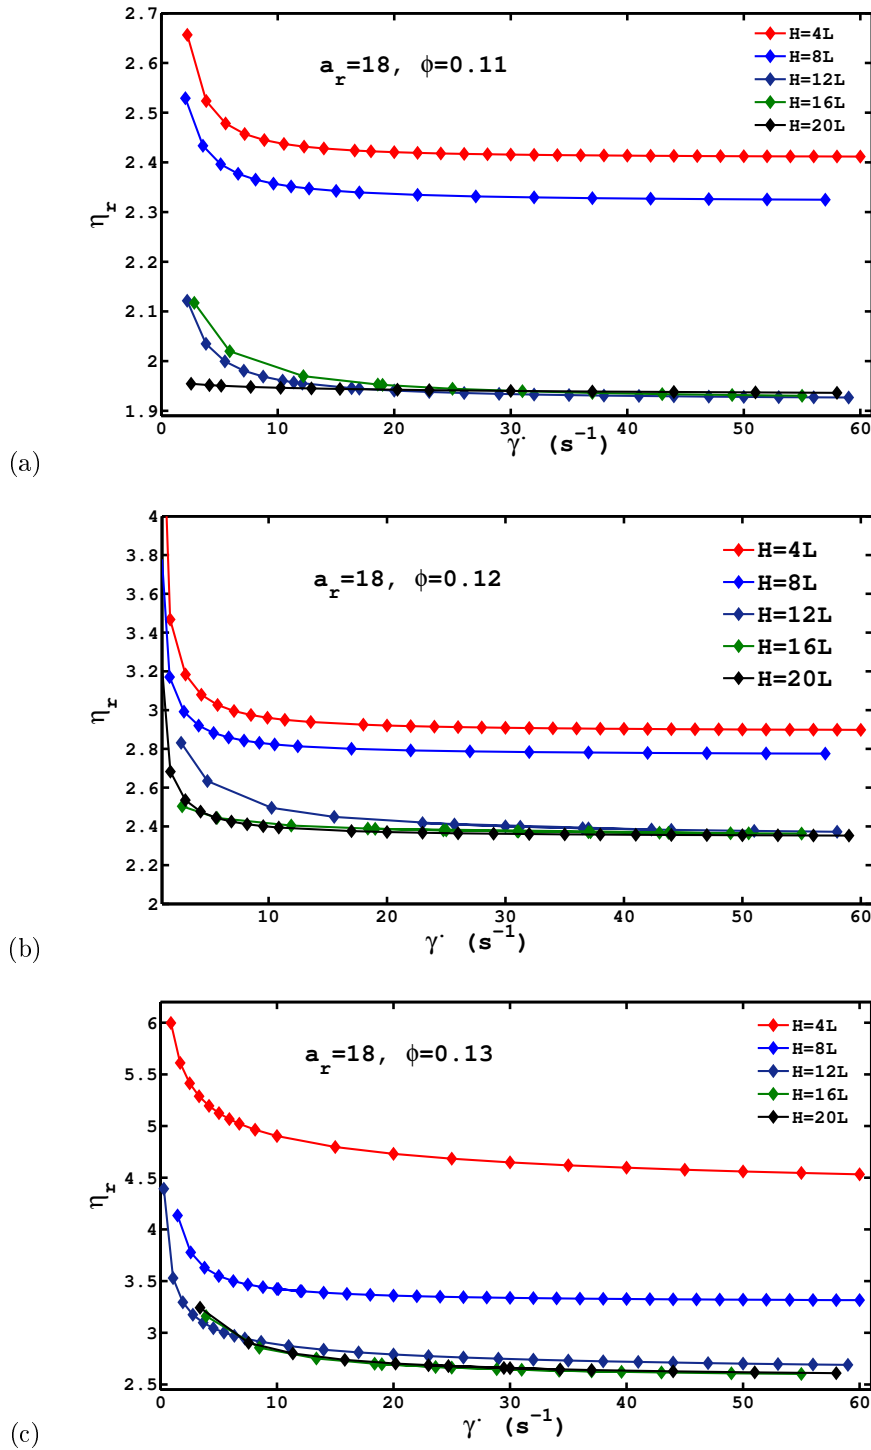 2.7
2.6
2.5
2.4
2.3
2.2
2.1
2
1.9
η_r
a_r=18, ϕ=0.11
H=4L
H=8L
H=12L
H=16L
H=20L
0 10 20 30 40 50 60
γ˙ (s⁻¹)
(a)
4
3.8
3.6
3.4
3.2
3
2.8
2.6
2.4
2.2
2
η_r
a_r=18, ϕ=0.12
H=4L
H=8L
H=12L
H=16L
H=20L
10 20 30 40 50 60
γ˙ (s⁻¹)
(b)
6
5.5
5
4.5
4
3.5
3
2.5
η_r
a_r=18, ϕ=0.13
H=4L
H=8L
H=12L
H=16L
H=20L
0 10 20 30 40 50 60
γ˙ (s⁻¹)
(c)